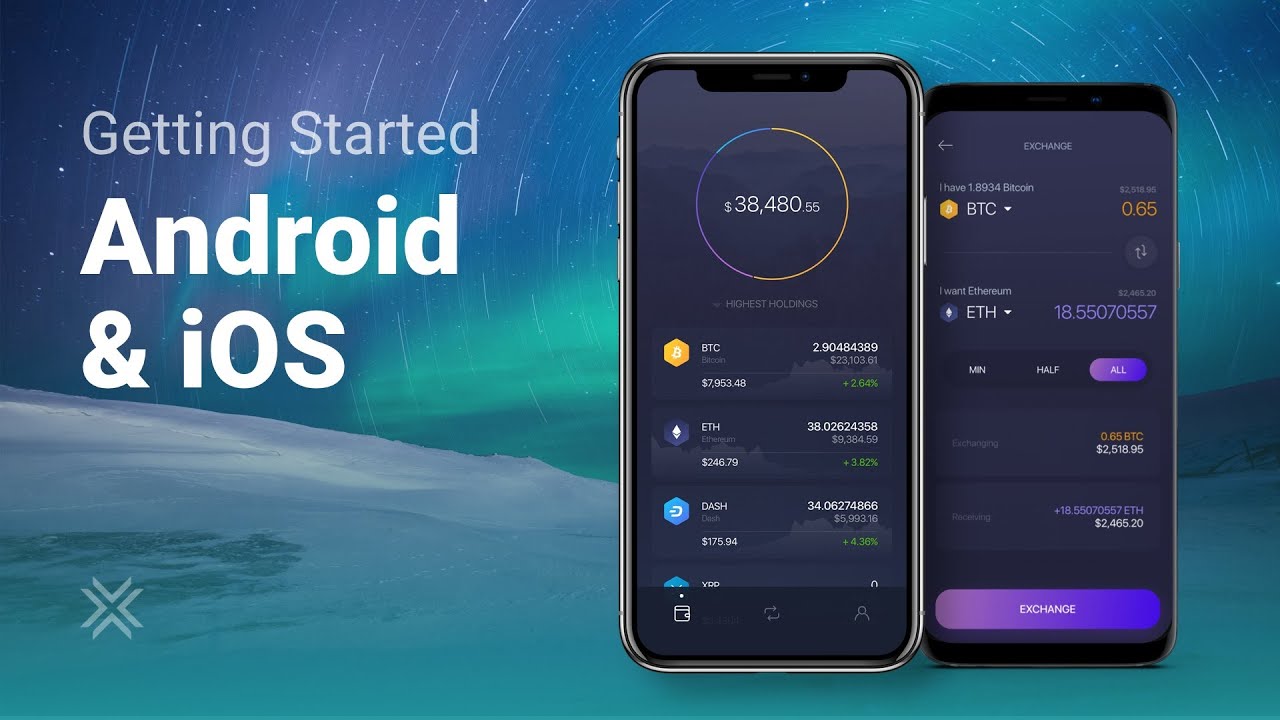 Getting Started
Android
& iOS
$38,480.55
HIGHEST HOLDINGS
BTC 2.90484389
Bitcoin $23,103.61
$7,953.48 +2.64%
ETH 38.02624358
Ethereum $9,384.59
$246.79 +3.82%
DASH 34.06274866
Dash $5,993.16
$175.94 +4.36%
XRP 0
EXCHANGE
I have 1.8934 Bitcoin $2,518.95
BTC 0.65
I want Ethereum $2,465.20
ETH 18.55070557
MIN HALF ALL
Exchanging 0.65 BTC
$2,518.95
Receiving +18.55070557 ETH
$2,465.20
EXCHANGE